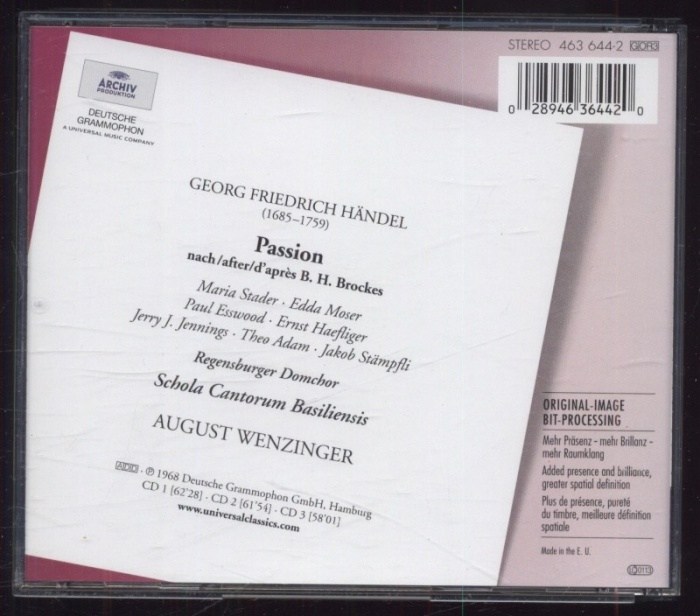 STEREO 463 644-2 GOR3
0 28946 36442 0
ARCHIV
PRODUKTION
DEUTSCHE
GRAMMOPHON
A UNIVERSAL MUSIC COMPANY
GEORG FRIEDRICH HÄNDEL
(1685–1759)
Passion
nach/after/d'après B. H. Brockes
Maria Stader · Edda Moser
Paul Esswood · Ernst Haefliger
Jerry J. Jennings · Theo Adam · Jakob Stämpfli
Regensburger Domchor
Schola Cantorum Basiliensis
AUGUST WENZINGER
ADD · ℗ 1968 Deutsche Grammophon GmbH, Hamburg
CD 1 [62'28] · CD 2 [61'54] · CD 3 [58'01]
www.universalclassics.com
ORIGINAL-IMAGE
BIT-PROCESSING
Mehr Präsenz – mehr Brillanz –
mehr Raumklang
Added presence and brilliance,
greater spatial definition
Plus de présence, pureté
du timbre, meilleure définition
spatiale
Made in the E. U.